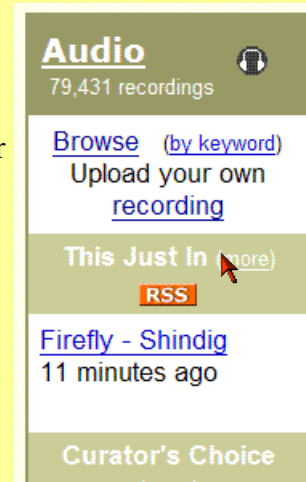 Audio
79,431 recordings
r
Browse (by keyword)
Upload your own
recording
This Just In (more)
RSS
Firefly - Shindig
11 minutes ago
Curator's Choice